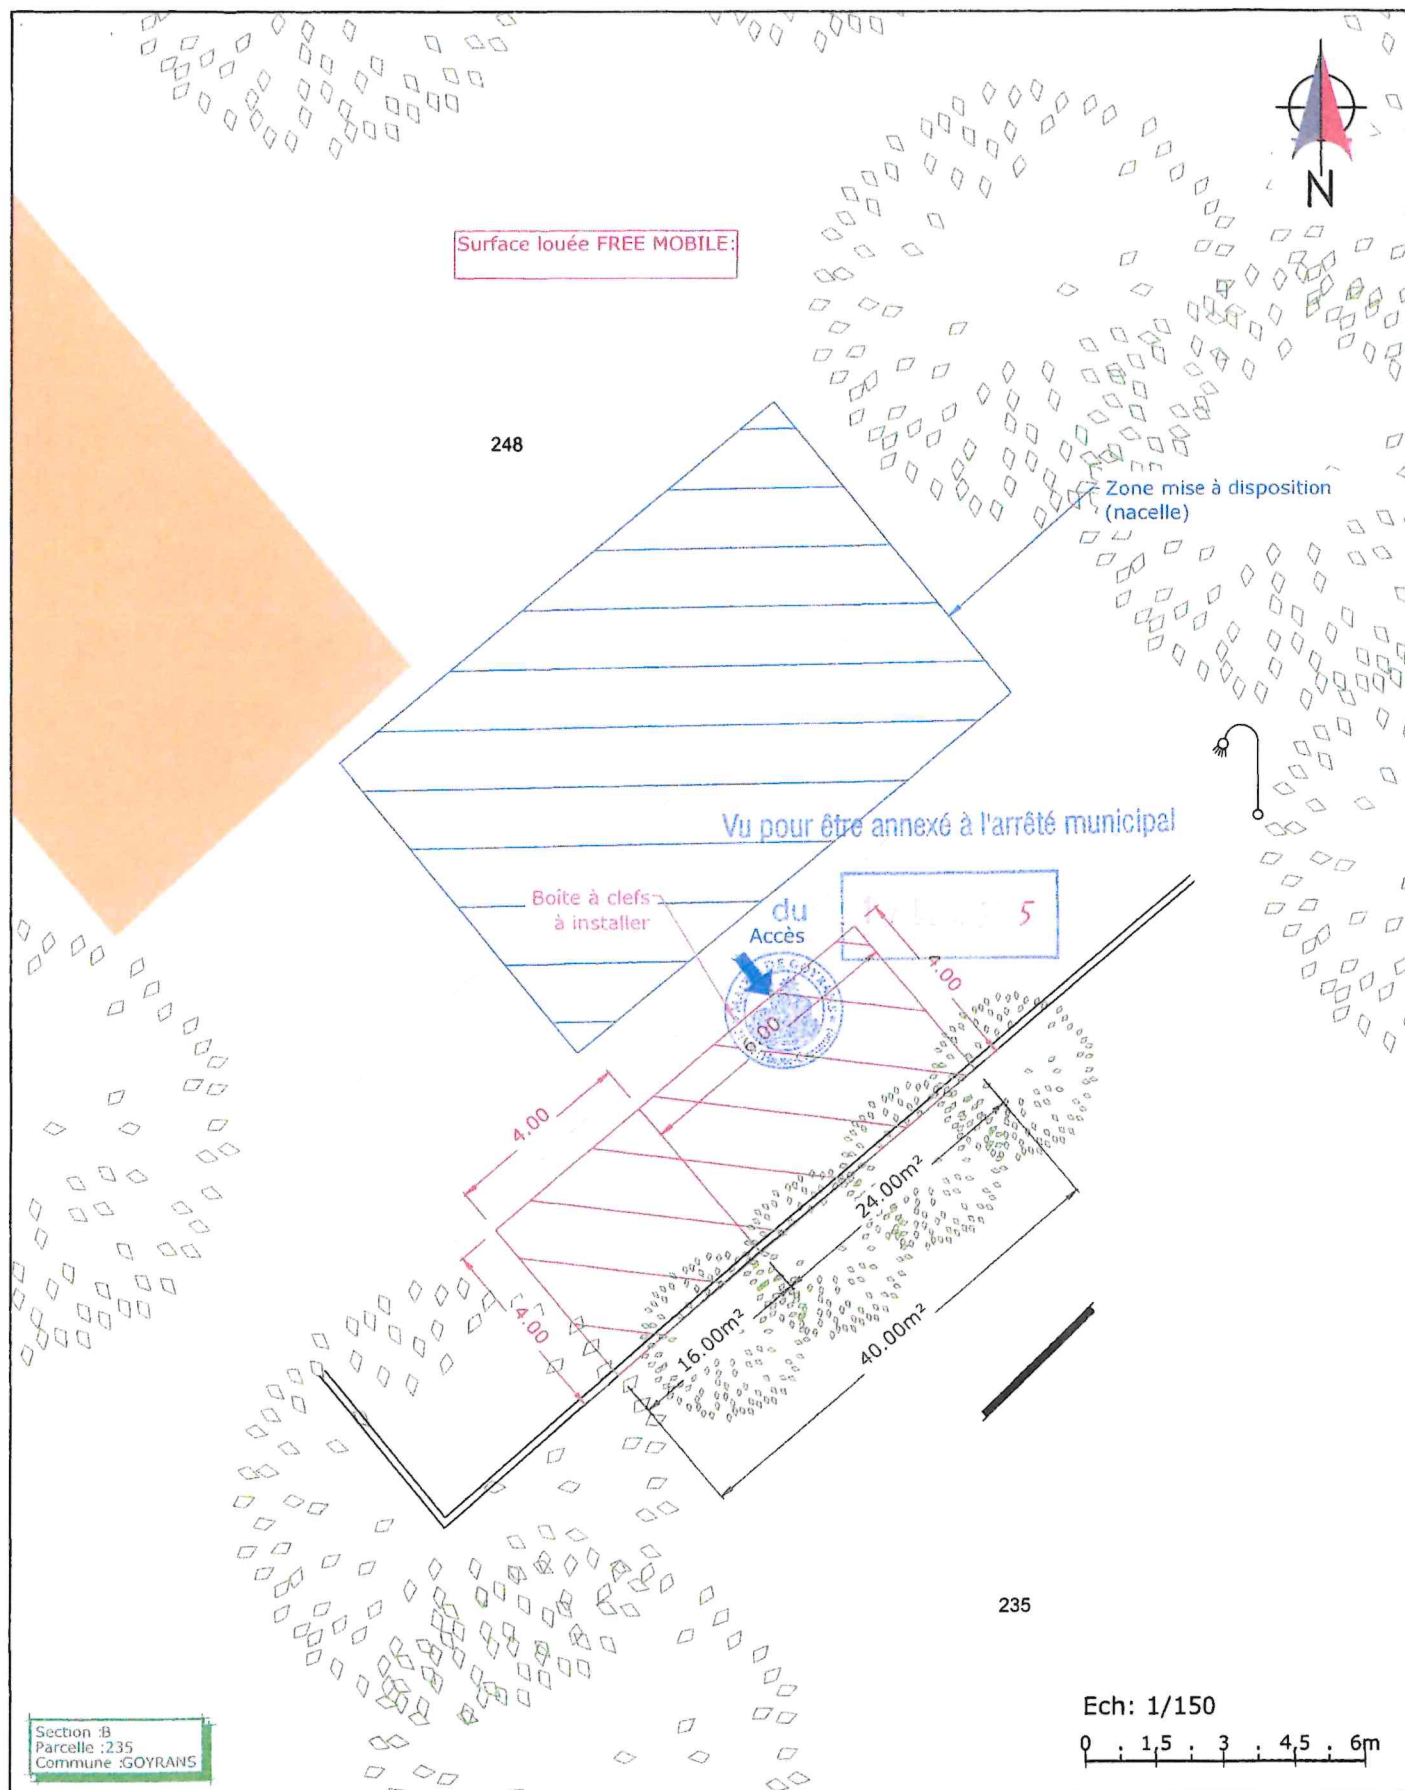 N
Surface louée FREE MOBILE:
248
Zone mise à disposition
(nacelle)
Vu pour être annexé à l'arrêté municipal
Boîte à clefs
à installer
du
5
Accès
4.00
6.00
4.00
4.00
24.00m²
16.00m²
40.00m²
235
Ech: 1/150
0 1,5 3 4,5 6m
Section :B
Parcelle :235
Commune :GOYRANS